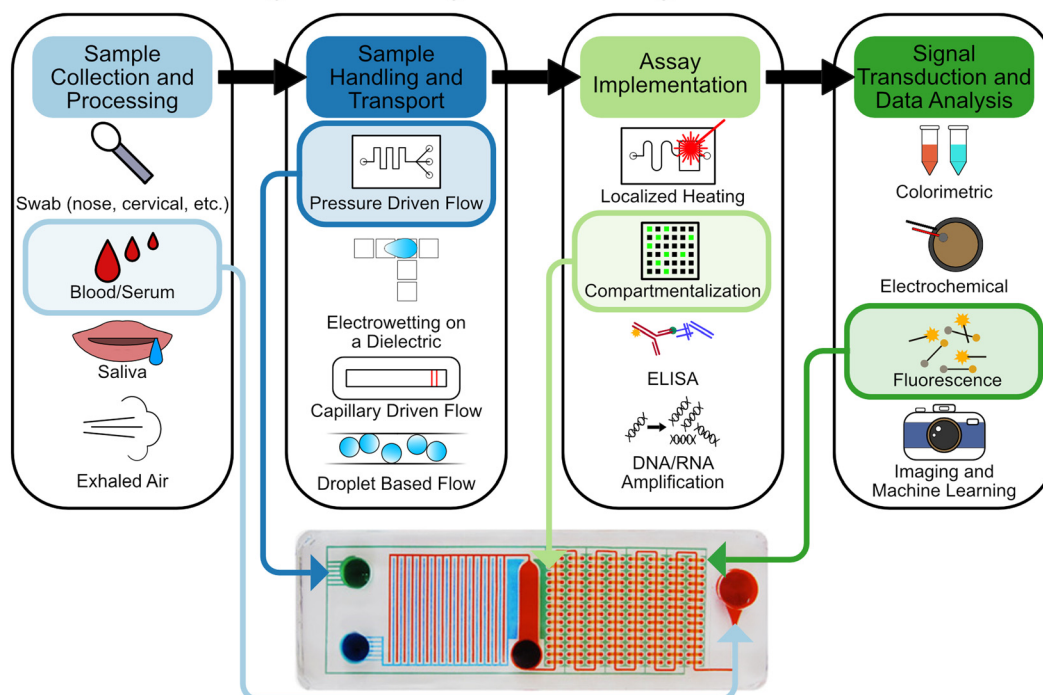 Sample
Collection and
Processing
Swab (nose, cervical, etc.)
Blood/Serum
Saliva
Exhaled Air
Sample
Handling and
Transport
Pressure Driven Flow
Electrowetting on
a Dielectric
Capillary Driven Flow
Droplet Based Flow
Assay
Implementation
Localized Heating
Compartmentalization
ELISA
DNA/RNA
Amplification
Signal
Transduction and
Data Analysis
Colorimetric
Electrochemical
Fluorescence
Imaging and
Machine Learning